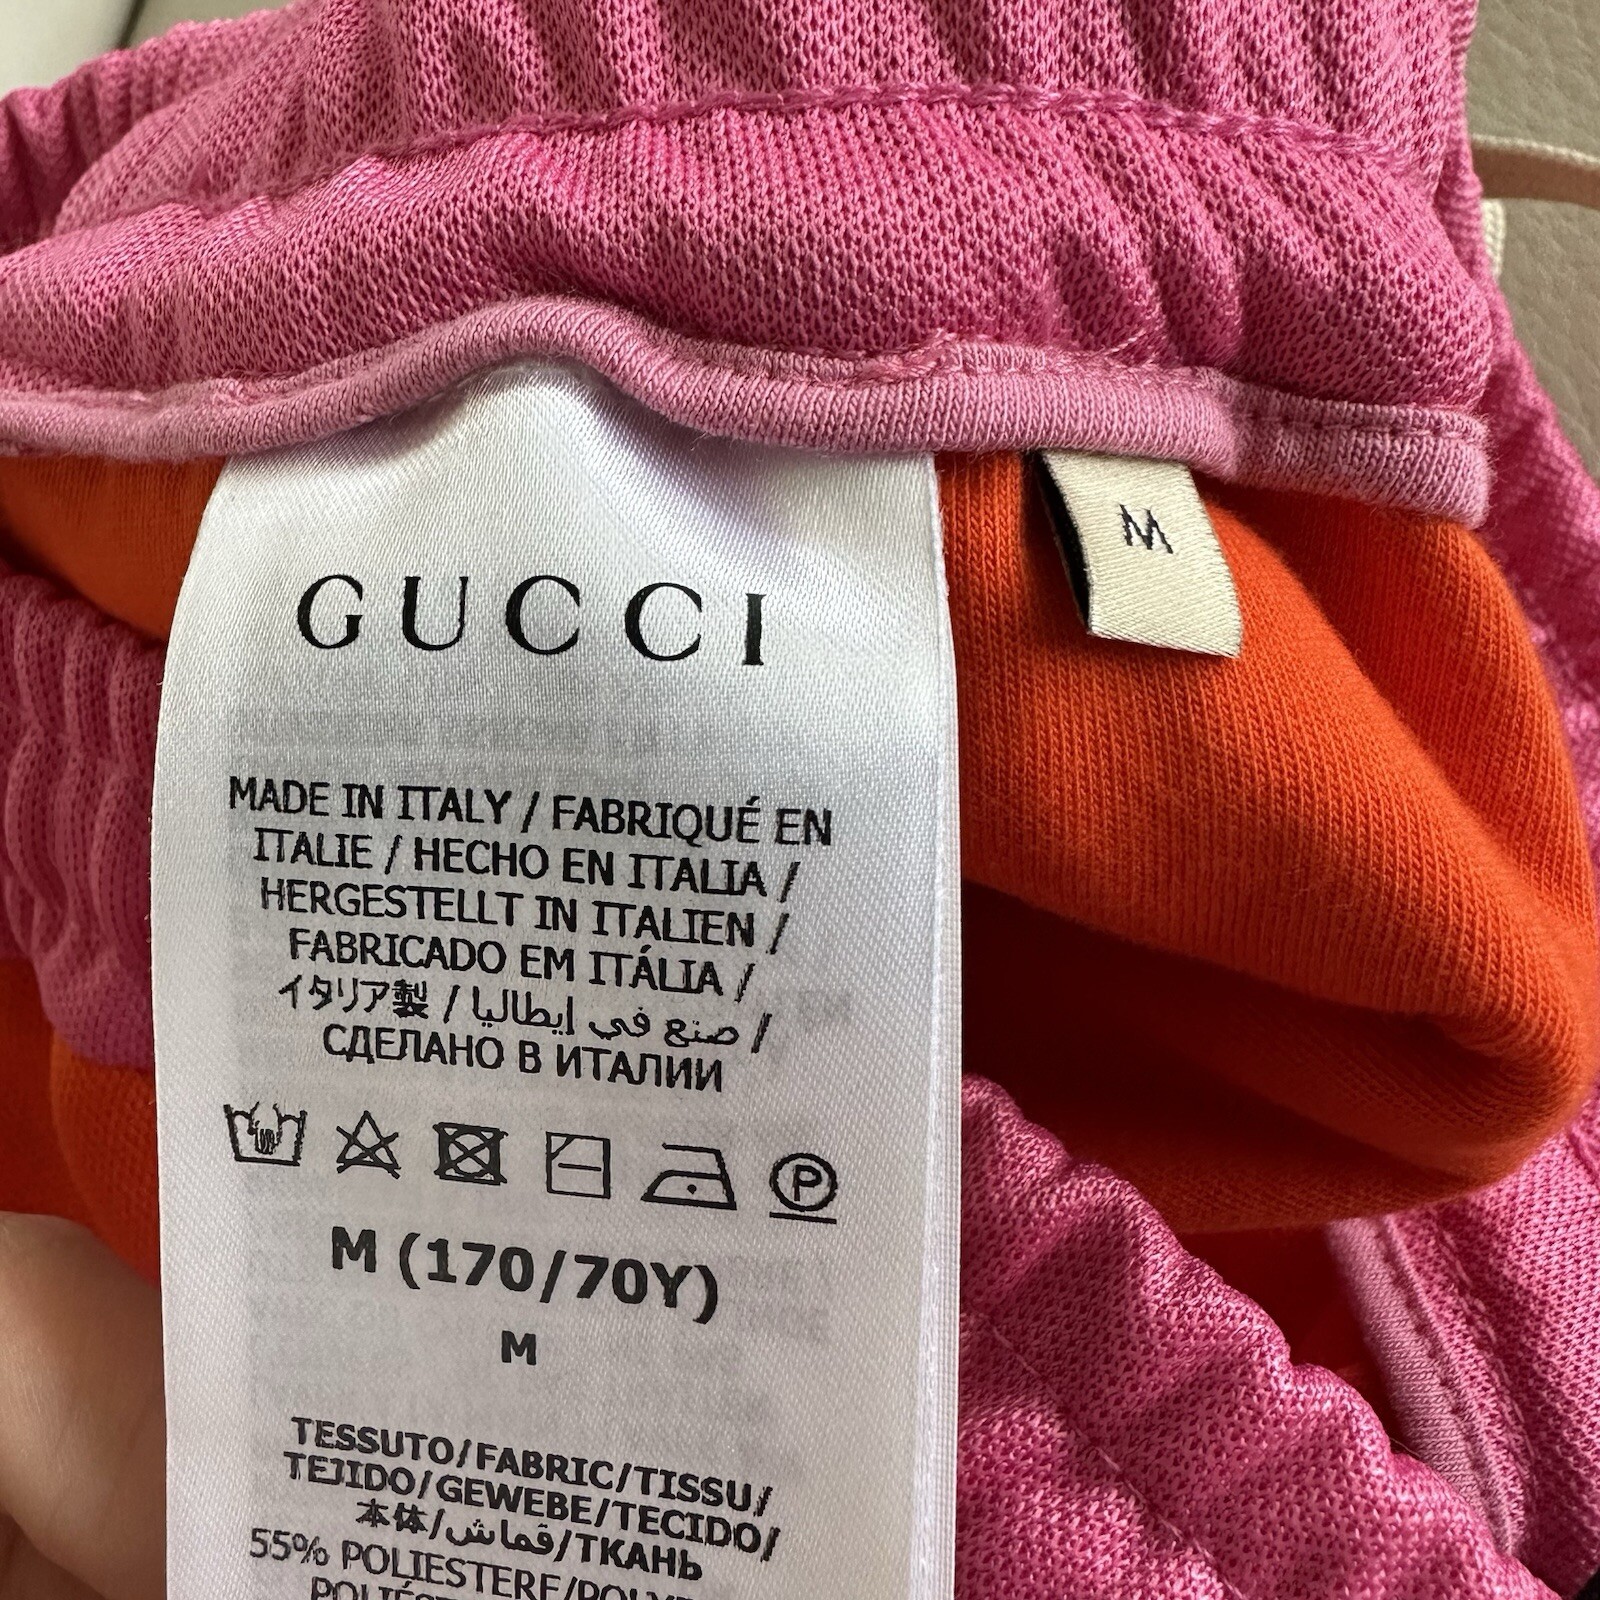 GUCCI
M
MADE IN ITALY / FABRIQUÉ EN
ITALIE / HECHO EN ITALIA /
HERGESTELLT IN ITALIEN /
FABRICADO EM ITÁLIA /
イタリア製 / صنع في إيطاليا /
СДЕЛАНО В ИТАЛИИ
P
M (170/70Y)
M
TESSUTO/FABRIC/TISSU/
TEJIDO/GEWEBE/TECIDO/
本体/قماش/ТКАНЬ
55% POLIESTERE/